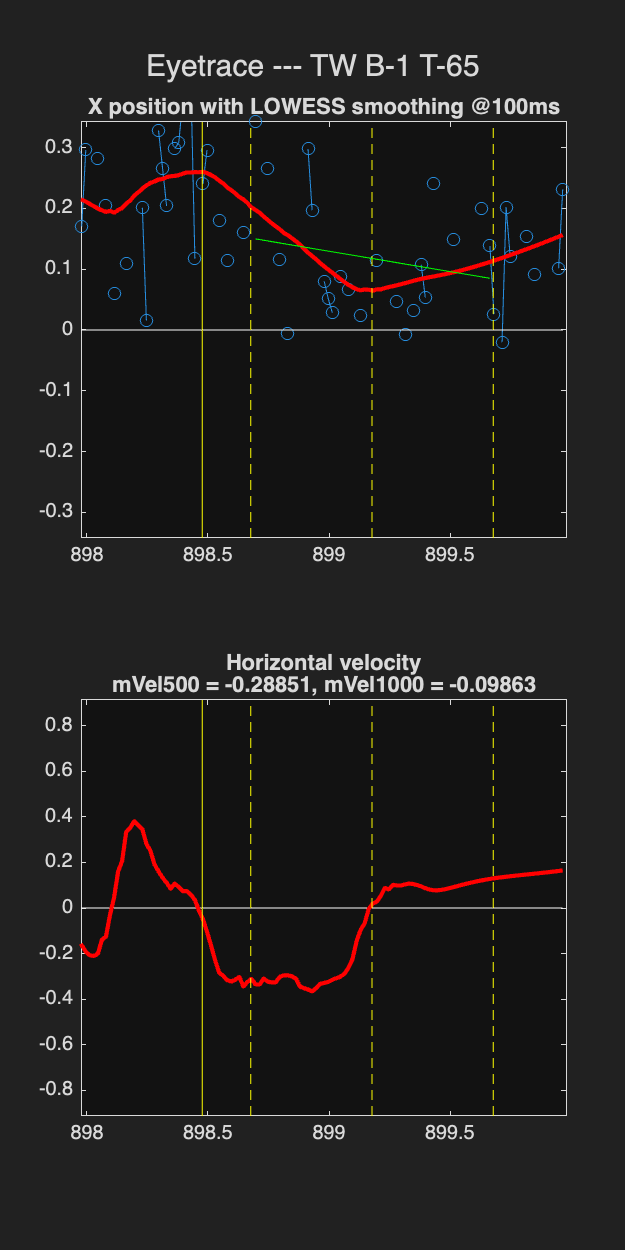 Eyetrace --- TW B-1 T-65
X position with LOWESS smoothing @100ms
0.3
0.2
0.1
0
-0.1
-0.2
-0.3
898 898.5 899 899.5
Horizontal velocity
mVel500 = -0.28851, mVel1000 = -0.09863
0.8
0.6
0.4
0.2
0
-0.2
-0.4
-0.6
-0.8
898 898.5 899 899.5